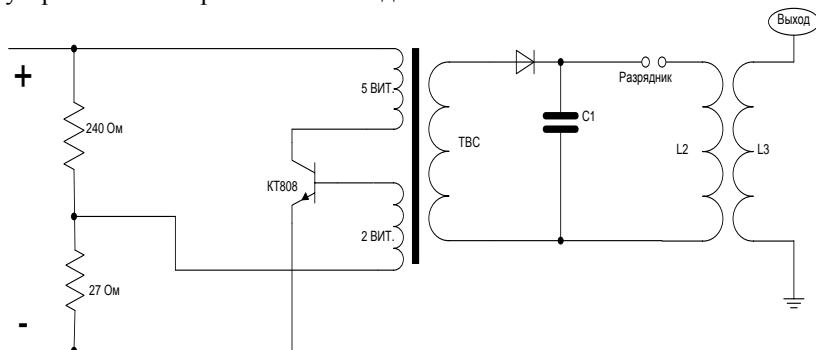 Выход
+
5 ВИТ.
Разрядник
240 Ом
C1
ТВС
L2
L3
КТ808
2 ВИТ.
27 Ом
-